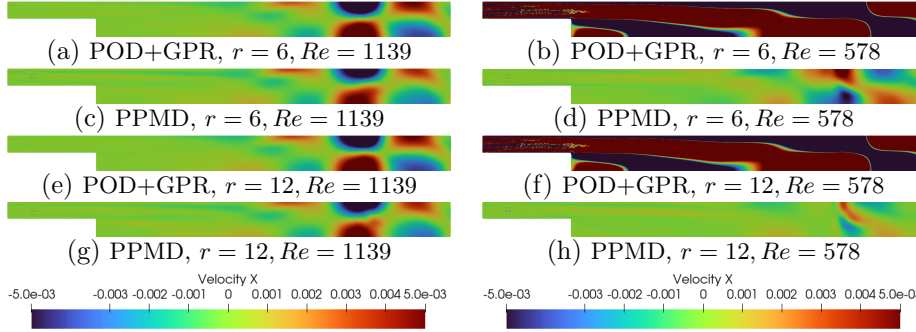 (a) POD+GPR, r = 6, Re = 1139
(b) POD+GPR, r = 6, Re = 578
(c) PPMD, r = 6, Re = 1139
(d) PPMD, r = 6, Re = 578
(e) POD+GPR, r = 12, Re = 1139
(f) POD+GPR, r = 12, Re = 578
(g) PPMD, r = 12, Re = 1139
(h) PPMD, r = 12, Re = 578
Velocity X
-5.0e-03 -0.003 -0.002 -0.001 0 0.001 0.002 0.003 0.004 5.0e-03
Velocity X
-5.0e-03 -0.003 -0.002 -0.001 0 0.001 0.002 0.003 0.004 5.0e-03